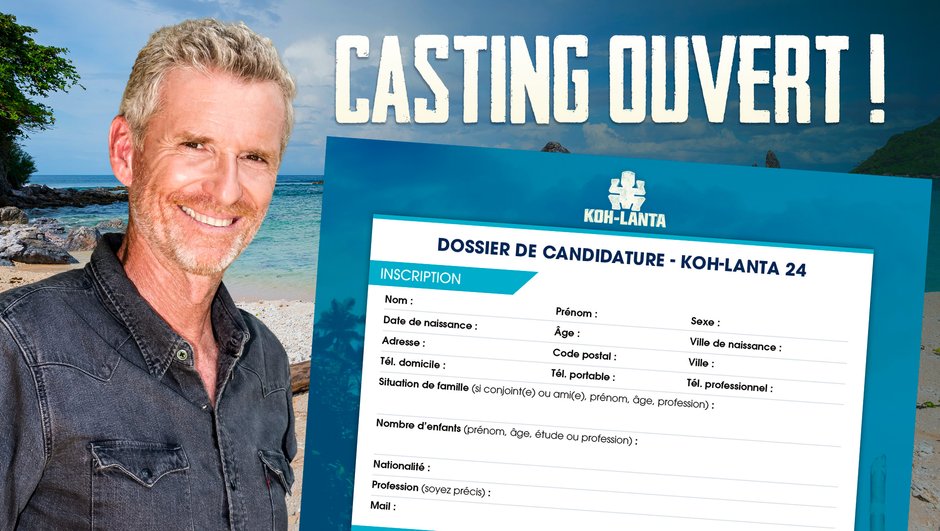 CASTING OUVERT !
KOH-LANTA
DOSSIER DE CANDIDATURE - KOH-LANTA 24
INSCRIPTION
Nom : Prénom : Sexe :
Date de naissance : Âge : Ville de naissance :
Adresse : Code postal : Ville :
Tél. domicile : Tél. portable : Tél. professionnel :
Situation de famille (si conjoint(e) ou ami(e), prénom, âge, profession) :
Nombre d'enfants (prénom, âge, étude ou profession) :
Nationalité :
Profession (soyez précis) :
Mail :